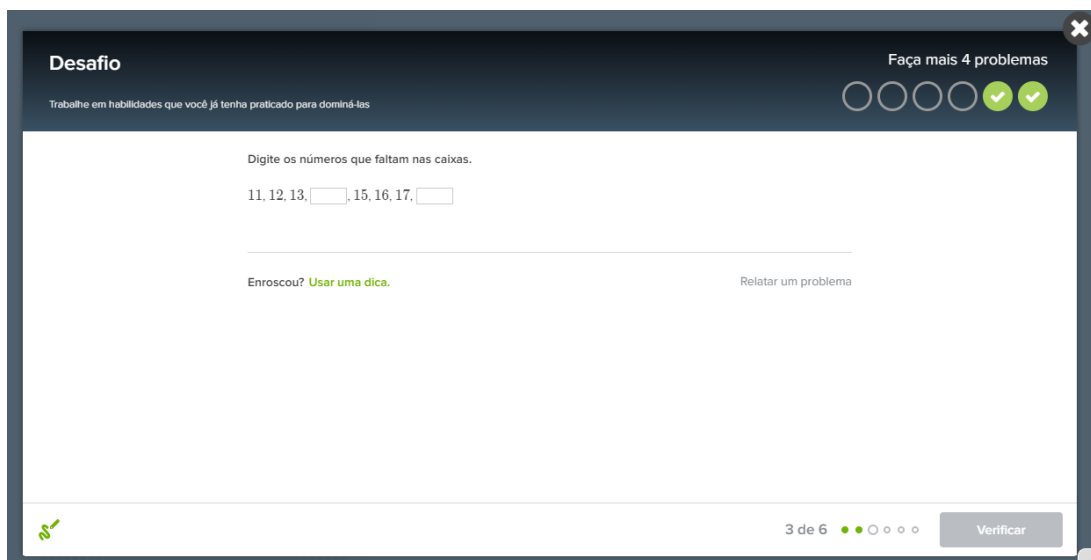 Desafio
Faça mais 4 problemas
Trabalhe em habilidades que você já tenha praticado para dominá-las
Digite os números que faltam nas caixas.
11, 12, 13, , 15, 16, 17,
Enroscou? Usar uma dica.
Relatar um problema
3 de 6
Verificar